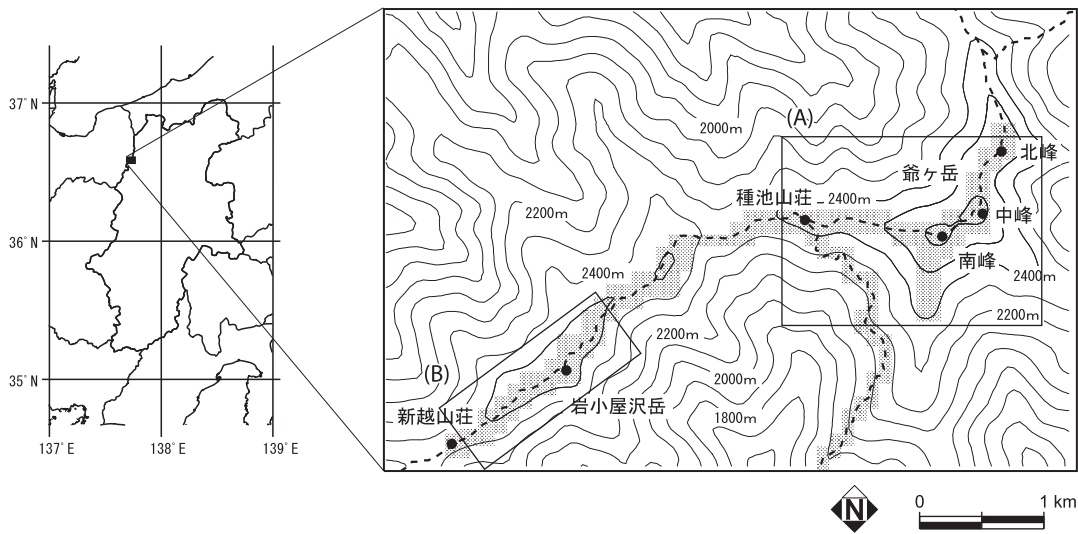 37°N
36°N
35°N
137°E
138°E
139°E
(A)
2000m
北峰
爺ヶ岳
種池山荘
2400m
2200m
中峰
南峰
2400m
2400m
2200m
2200m
(B)
2000m
岩小屋沢岳
新越山荘
1800m
N
0
1 km